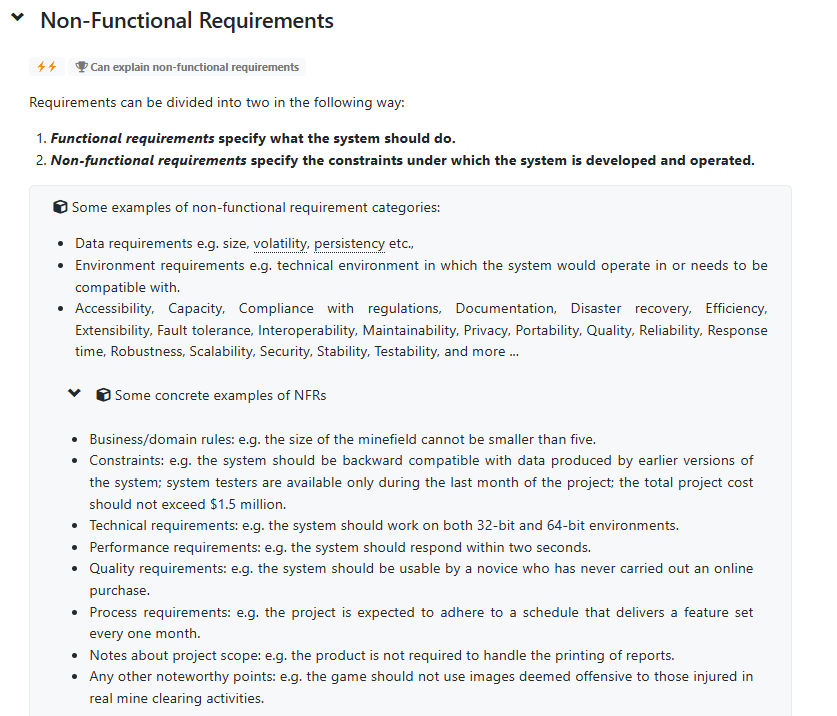 Non-Functional Requirements
Can explain non-functional requirements
Requirements can be divided into two in the following way:
1. Functional requirements specify what the system should do.
2. Non-functional requirements specify the constraints under which the system is developed and operated.
Some examples of non-functional requirement categories:
• Data requirements e.g. size, volatility, persistency etc.,
• Environment requirements e.g. technical environment in which the system would operate in or needs to be
compatible with.
• Accessibility, Capacity, Compliance with regulations, Documentation, Disaster recovery, Efficiency,
Extensibility, Fault tolerance, Interoperability, Maintainability, Privacy, Portability, Quality, Reliability, Response
time, Robustness, Scalability, Security, Stability, Testability, and more ...
Some concrete examples of NFRs
• Business/domain rules: e.g. the size of the minefield cannot be smaller than five.
• Constraints: e.g. the system should be backward compatible with data produced by earlier versions of
the system; system testers are available only during the last month of the project; the total project cost
should not exceed $1.5 million.
• Technical requirements: e.g. the system should work on both 32-bit and 64-bit environments.
• Performance requirements: e.g. the system should respond within two seconds.
• Quality requirements: e.g. the system should be usable by a novice who has never carried out an online
purchase.
• Process requirements: e.g. the project is expected to adhere to a schedule that delivers a feature set
every one month.
• Notes about project scope: e.g. the product is not required to handle the printing of reports.
• Any other noteworthy points: e.g. the game should not use images deemed offensive to those injured in
real mine clearing activities.